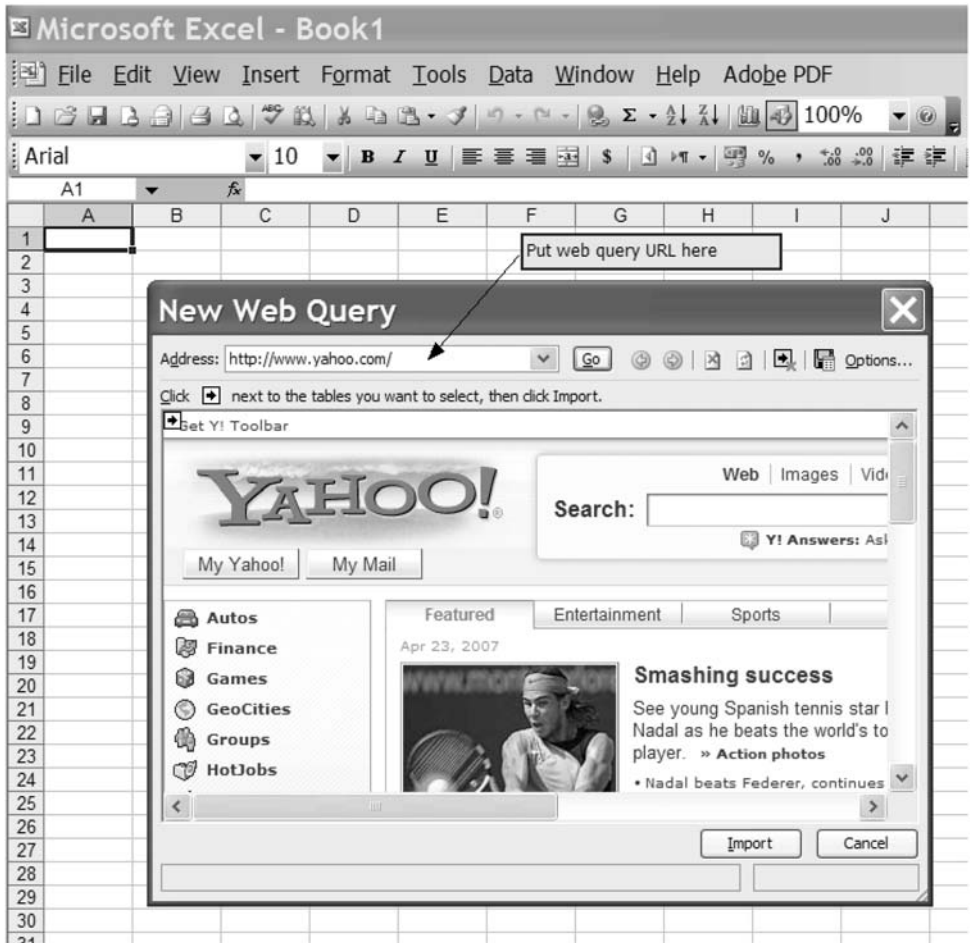 Microsoft Excel - Book1
File Edit View Insert Format Tools Data Window Help Adobe PDF
100%
Arial 10 B I U $ % ,
A1 fx
A B C D E F G H I J
1
2
Put web query URL here
3
4
New Web Query
5
6
Address: http://www.yahoo.com/ Go Options...
7
8
Click next to the tables you want to select, then click Import.
9
Get Y! Toolbar
10
11
Web | Images | Vid
12
YAHOO!
Search:
13
14
Y! Answers: Ask
15
My Yahoo! My Mail
16
17
Autos
Featured Entertainment Sports
18
Finance
Apr 23, 2007
19
Games
Smashing success
20
21
GeoCities
See young Spanish tennis star
22
Groups
Nadal as he beats the world's to
23
player. » Action photos
HotJobs
24
• Nadal beats Federer, continues
25
26
27
Import Cancel
28
29
30
31